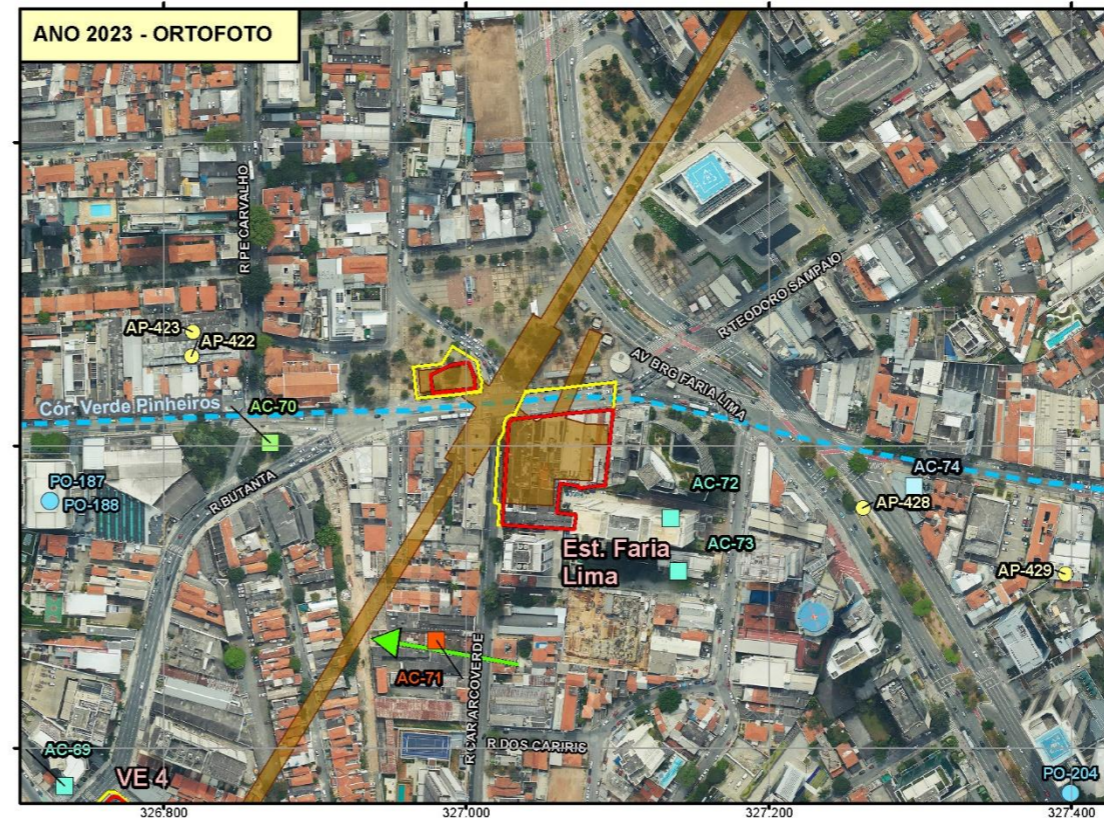 ANO 2023 - ORTOFOTO
R PE CARVALHO
R TEODORO SAMPAIO
AP-423
AP-422
AV BRG FARIA LIMA
Cór. Verde Pinheiros
AC-70
PO-187
PO-188
R BUTANTA
AC-72
AC-74
AP-428
AC-73
Est. Faria
Lima
AP-429
AC-71
R CAR ARCOVERDE
R DOS CARIRIS
AC-69
VE 4
PO-204
326.800
327.000
327.200
327.400